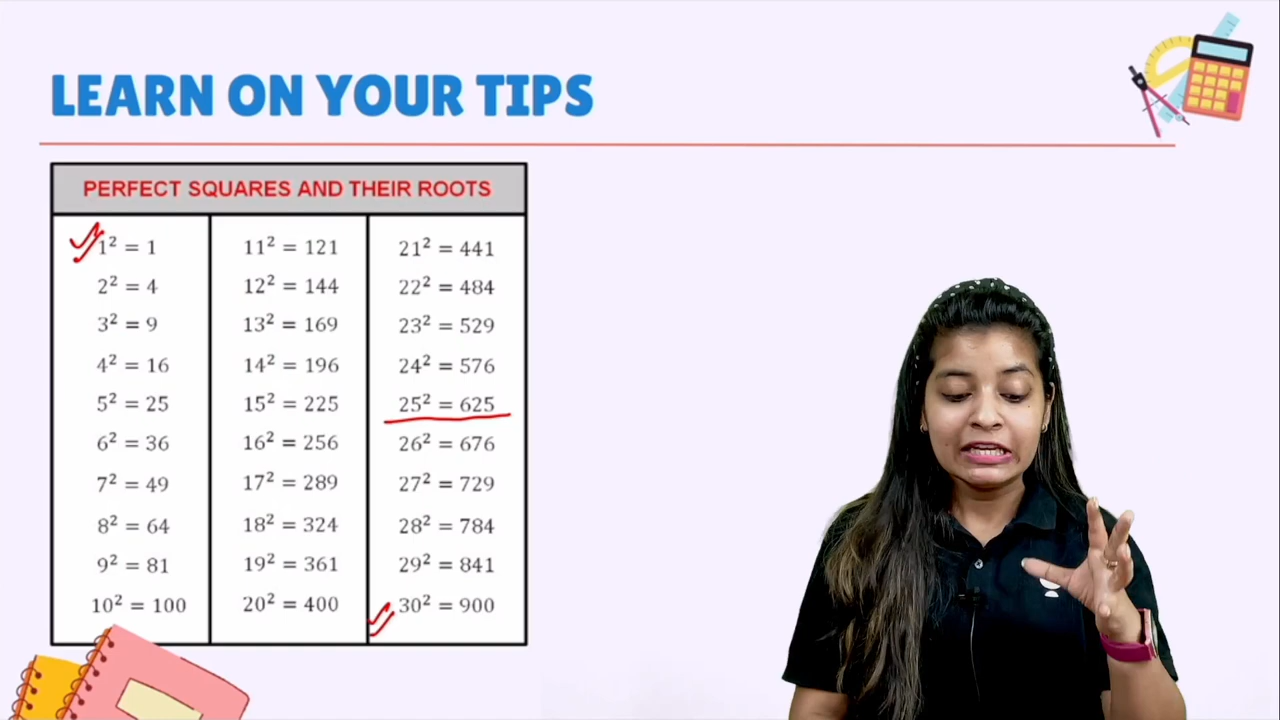 LEARN ON YOUR TIPS
PERFECT SQUARES AND THEIR ROOTS
1² = 1
2² = 4
3² = 9
4² = 16
5² = 25
6² = 36
7² = 49
8² = 64
9² = 81
10² = 100
11² = 121
12² = 144
13² = 169
14² = 196
15² = 225
16² = 256
17² = 289
18² = 324
19² = 361
20² = 400
21² = 441
22² = 484
23² = 529
24² = 576
25² = 625
26² = 676
27² = 729
28² = 784
29² = 841
30² = 900